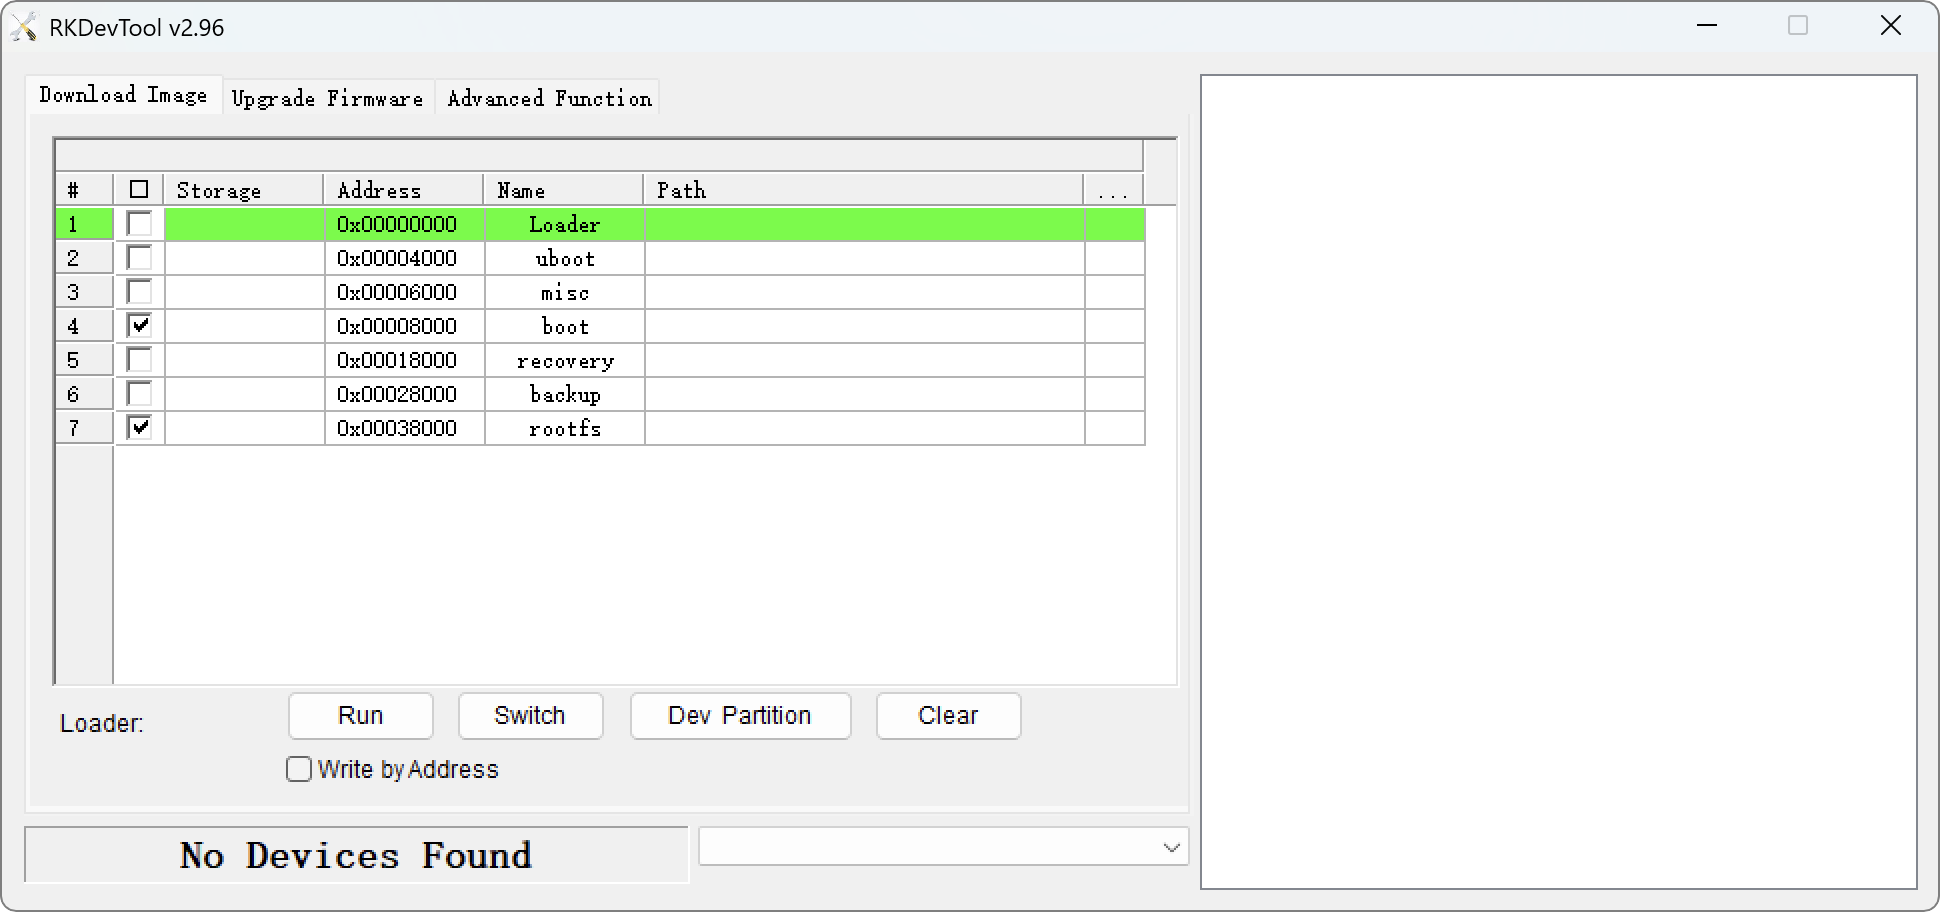 RKDevTool v2.96
Download Image Upgrade Firmware Advanced Function
# Storage Address Name Path ...
1 0x00000000 Loader
2 0x00004000 uboot
3 0x00006000 misc
4 0x00008000 boot
5 0x00018000 recovery
6 0x00028000 backup
7 0x00038000 rootfs
Loader: Run Switch Dev Partition Clear
Write by Address
No Devices Found